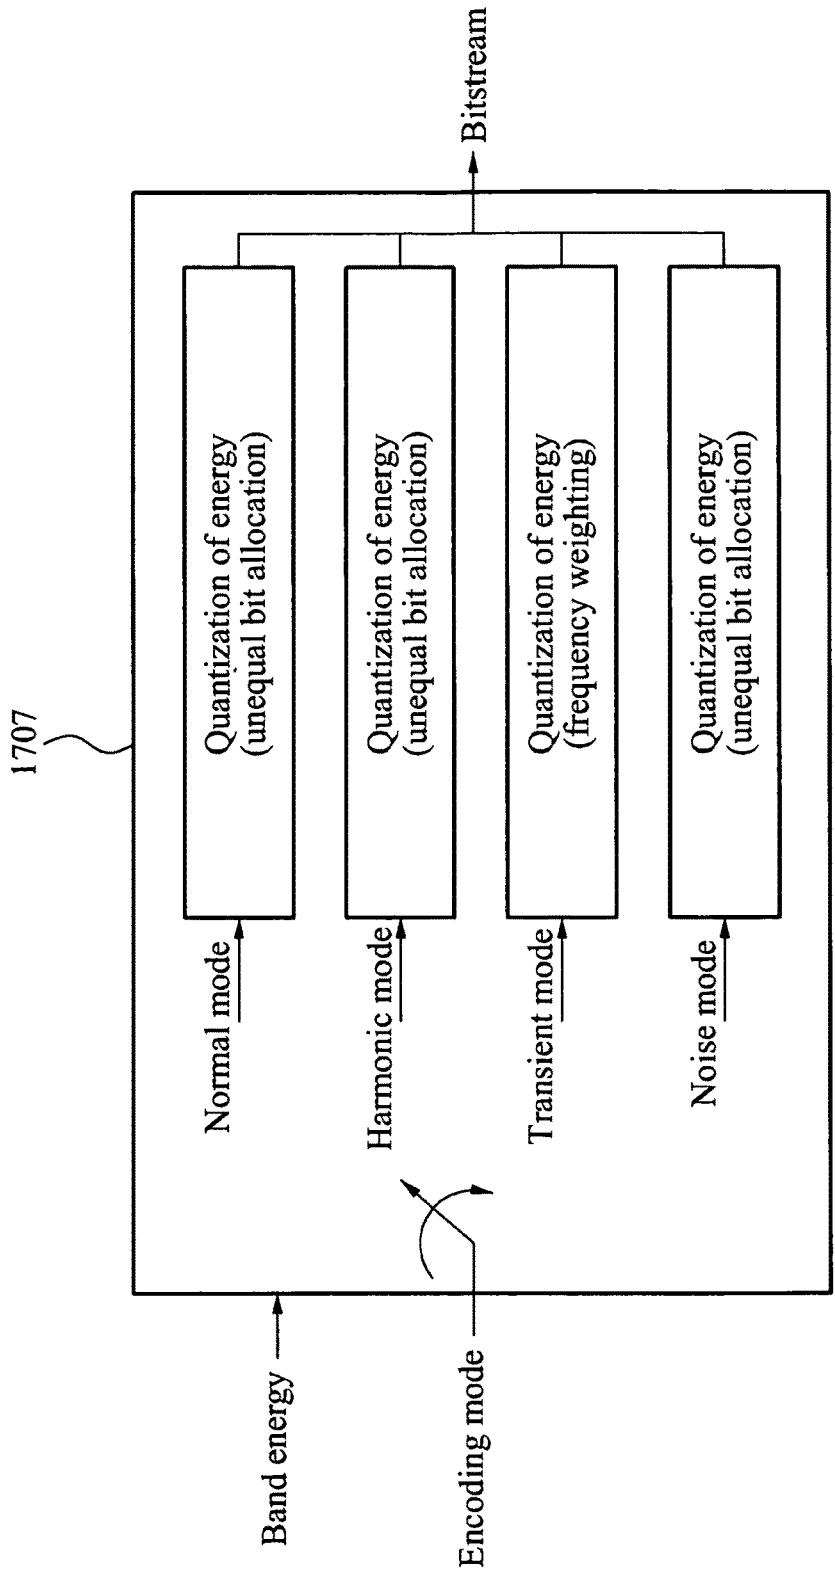 1707
Band energy
Encoding mode
Normal mode
Quantization of energy
(unequal bit allocation)
Harmonic mode
Quantization of energy
(unequal bit allocation)
Transient mode
Quantization of energy
(frequency weighting)
Noise mode
Quantization of energy
(unequal bit allocation)
Bitstream